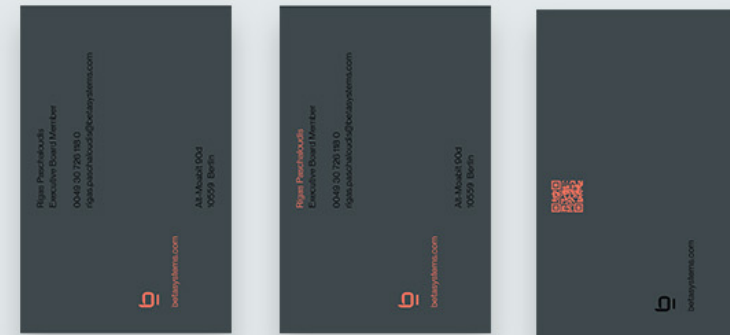 Rigas Paschaloudis
Executive Board Member
0049 30 726 118 0
rigas.paschaloudis@betasystems.com
Alt-Moabit 90d
10559 Berlin
betasystems.com
Rigas Paschaloudis
Executive Board Member
0049 30 726 118 0
rigas.paschaloudis@betasystems.com
Alt-Moabit 90d
10559 Berlin
b
betasystems.com
b
betasystems.com